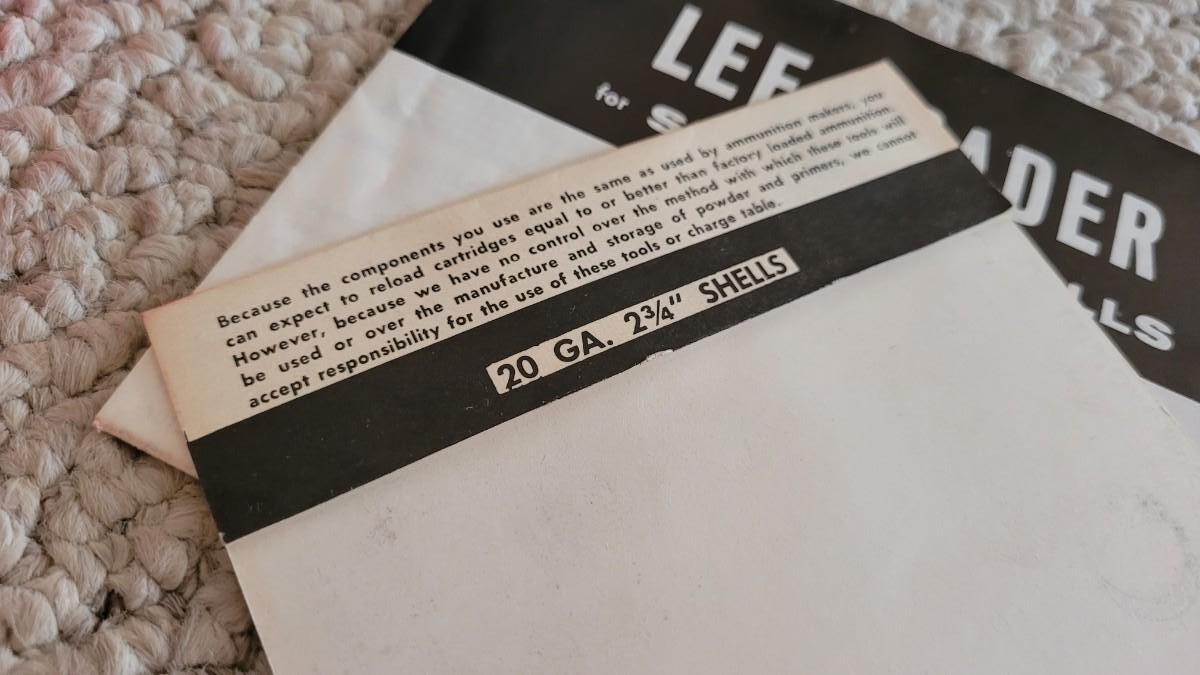 LEE
ADER
for S
LLS
Because the components you use are the same as used by ammunition makers, you
can expect to reload cartridges equal to or better than factory loaded ammunition.
However, because we have no control over the method with which these tools will
be used or over the manufacture and storage of powder and primers, we cannot
accept responsibility for the use of these tools or charge table.
20 GA. 2¾" SHELLS